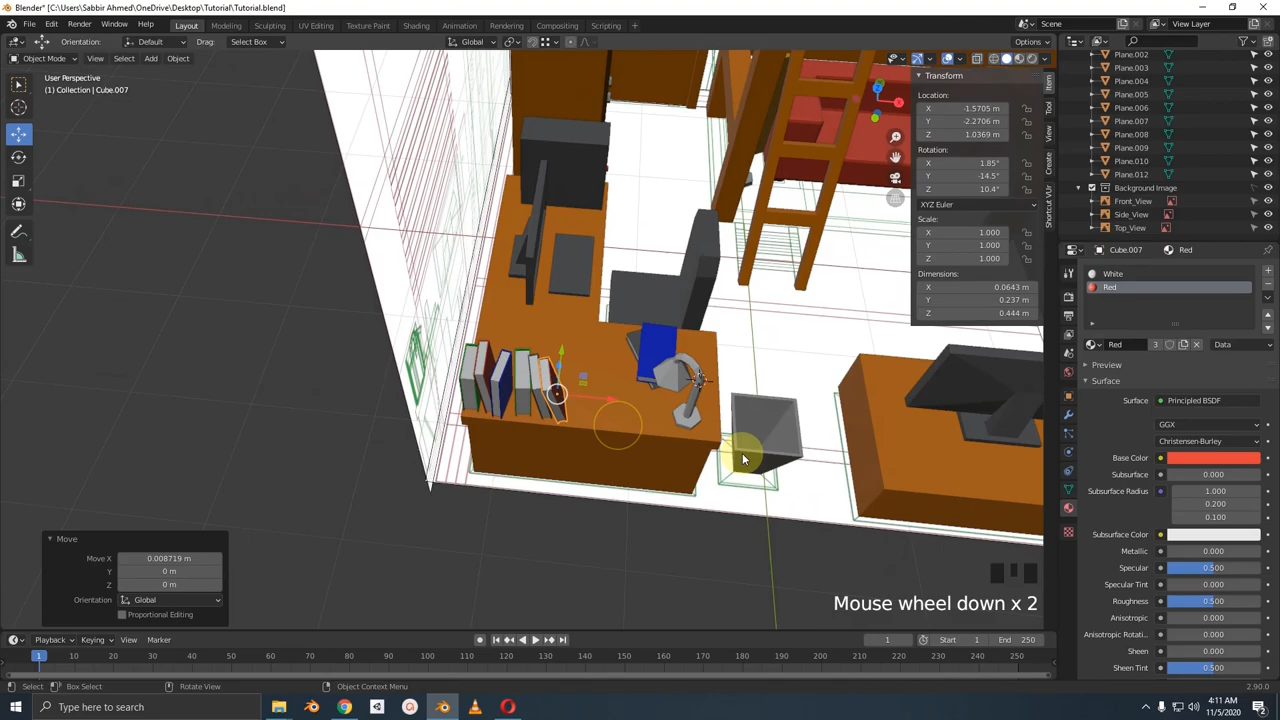 Blender* [C:\Users\Sabbir Ahmed\OneDrive\Desktop\Tutorial\Tutorial.blend]
File Edit Render Window Help Layout Modeling Sculpting UV Editing Texture Paint Shading Animation Rendering Compositing Scripting Scene View Layer
Orientation: Default Drag: Select Box Global Options
Object Mode View Select Add Object
User Perspective
(1) Collection | Cube.007
Transform
Location:
X -1.5705 m
Y -2.2706 m
Z 1.0369 m
Rotation:
X 1.85°
Y -14.5°
Z 10.4°
XYZ Euler
Scale:
X 1.000
Y 1.000
Z 1.000
Dimensions:
X 0.0643 m
Y 0.237 m
Z 0.444 m
Item
Tool
View
Create
Shortcut VUr
Plane.002
Plane.003
Plane.004
Plane.005
Plane.006
Plane.007
Plane.008
Plane.009
Plane.010
Plane.012
Background Image
Front_View
Side_View
Top_View
Cube.007 Red
White
Red
Red 3 Data
Preview
Surface
Surface Principled BSDF
GGX
Christensen-Burley
Base Color
Subsurface 0.000
Subsurface Radius 1.000
0.200
0.100
Subsurface Color
Metallic 0.000
Specular 0.500
Specular Tint 0.000
Roughness 0.500
Anisotropic 0.000
Anisotropic Rotati... 0.000
Sheen 0.000
Sheen Tint 0.500
Move
Move X 0.008719 m
Y 0 m
Z 0 m
Orientation Global
Proportional Editing
Mouse wheel down x 2
Playback Keying View Marker 1 Start 1 End 250
1 10 20 30 40 50 60 70 80 90 100 110 120 130 140 150 160 170 180 190 200 210 220 230 240 250
Select Box Select Rotate View Object Context Menu 2.90.0
Type here to search
4:11 AM
11/5/2020
2